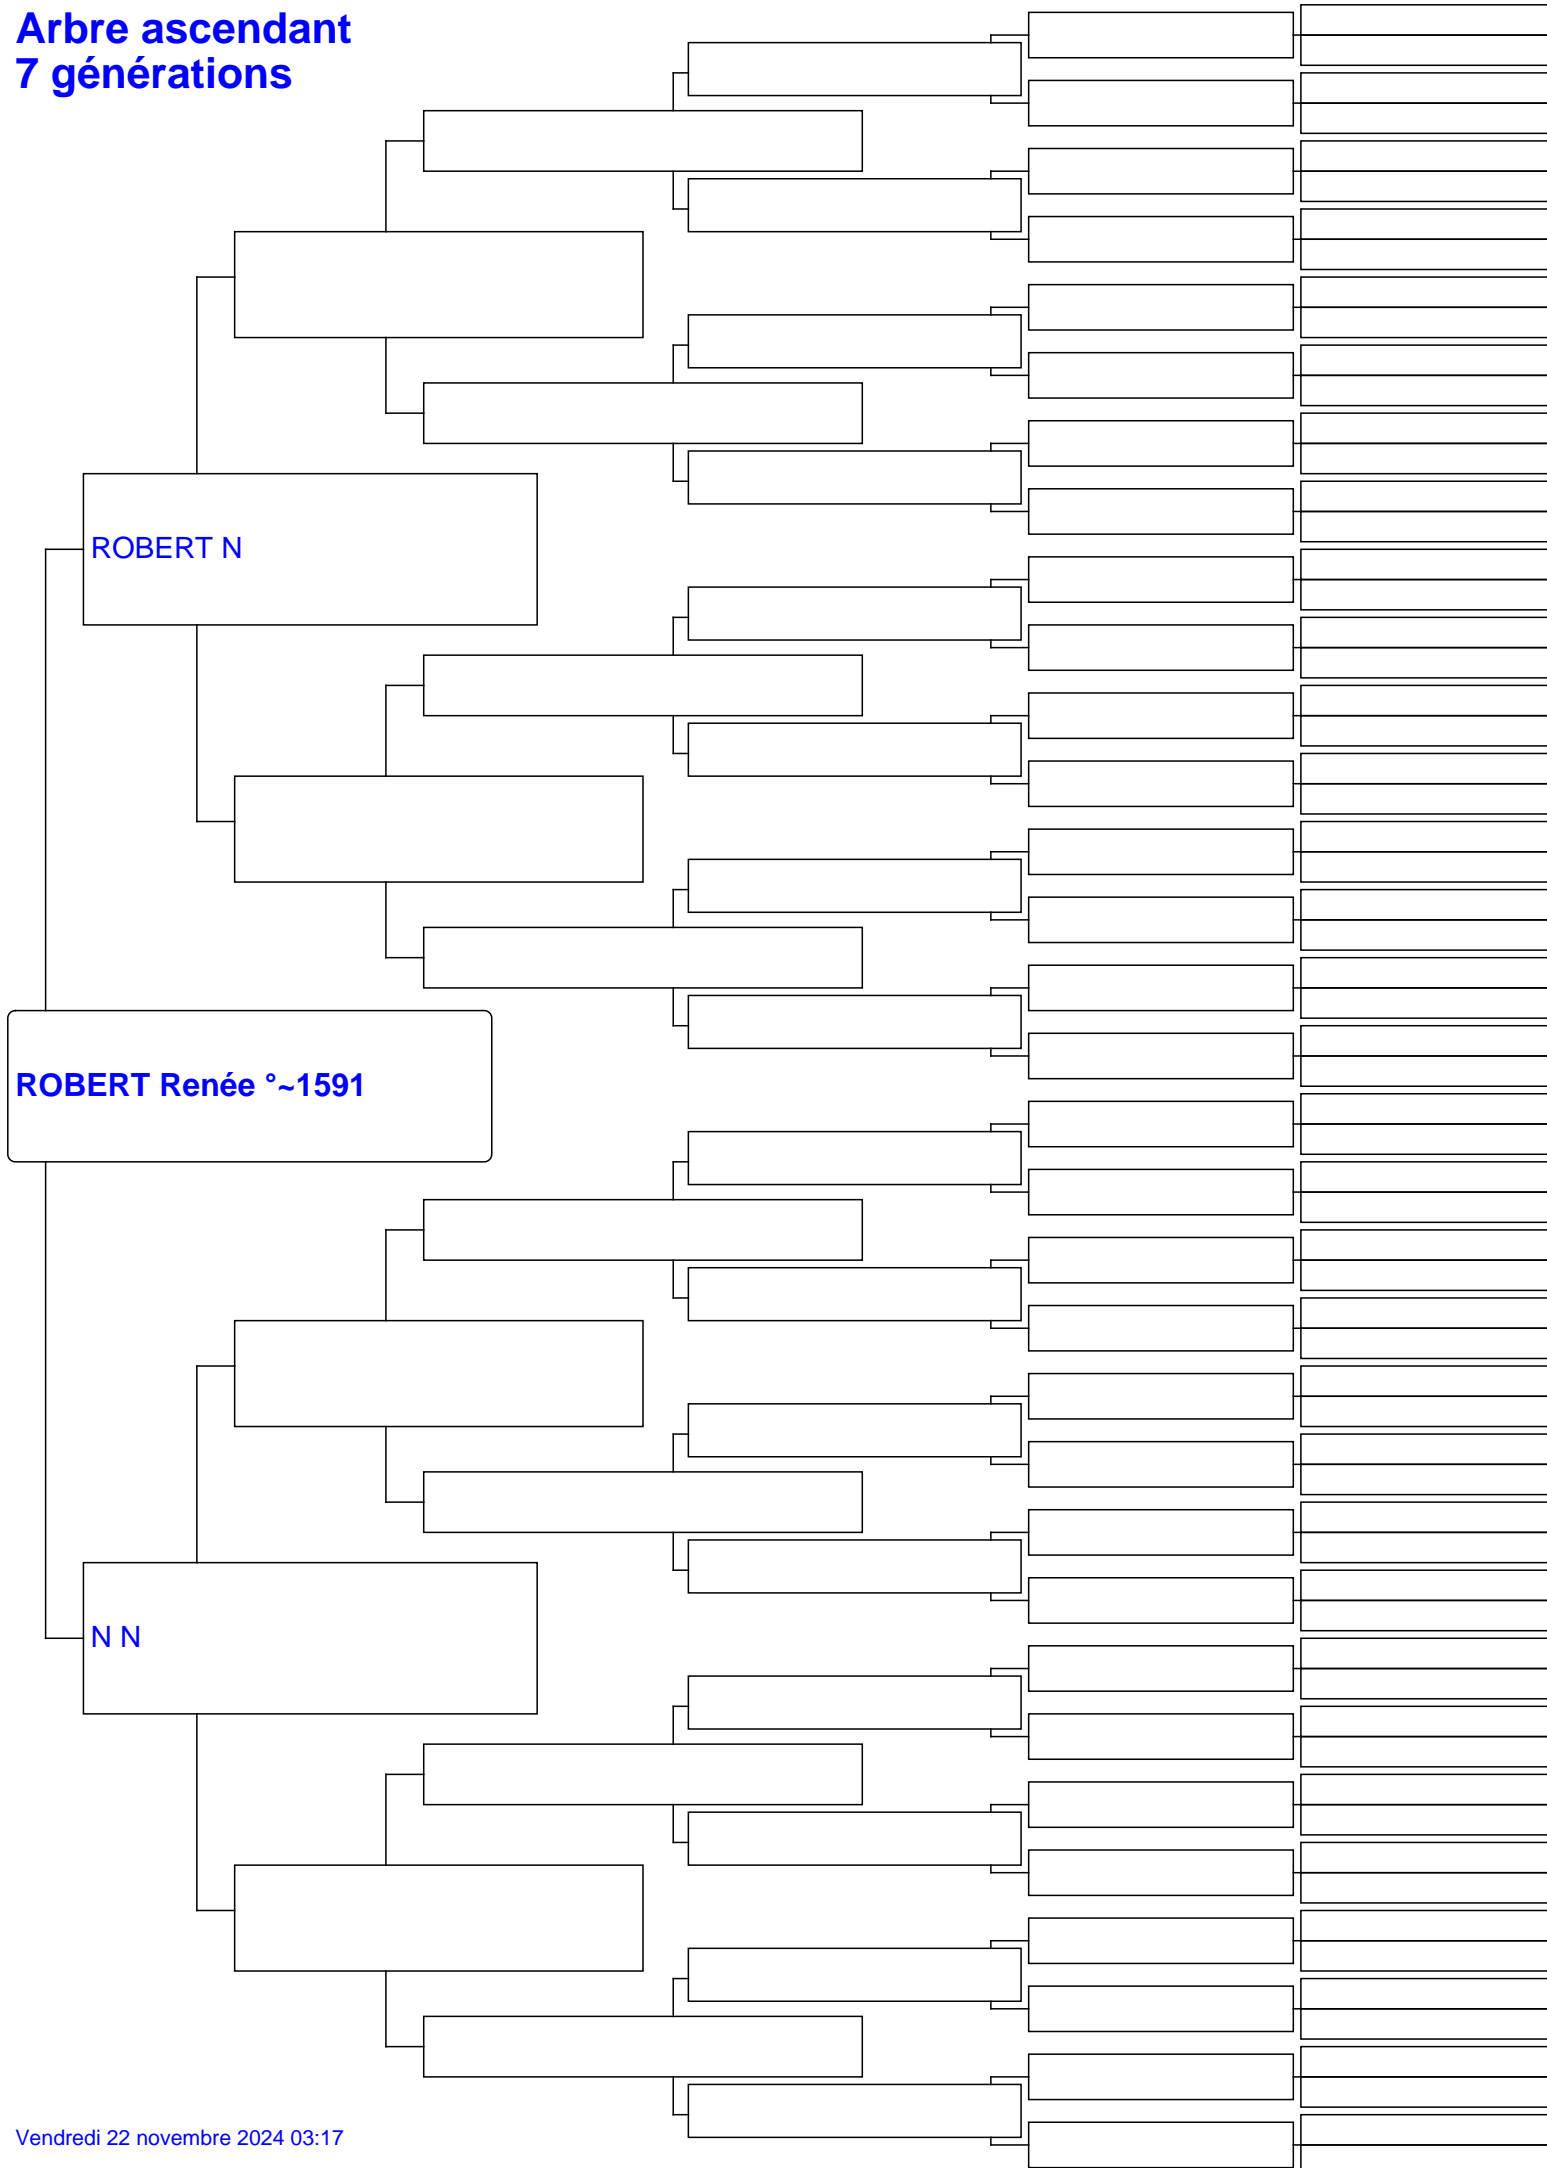 Arbre ascendant
7 générations
ROBERT N
ROBERT Renée °~1591
N N
Vendredi 22 novembre 2024 03:17